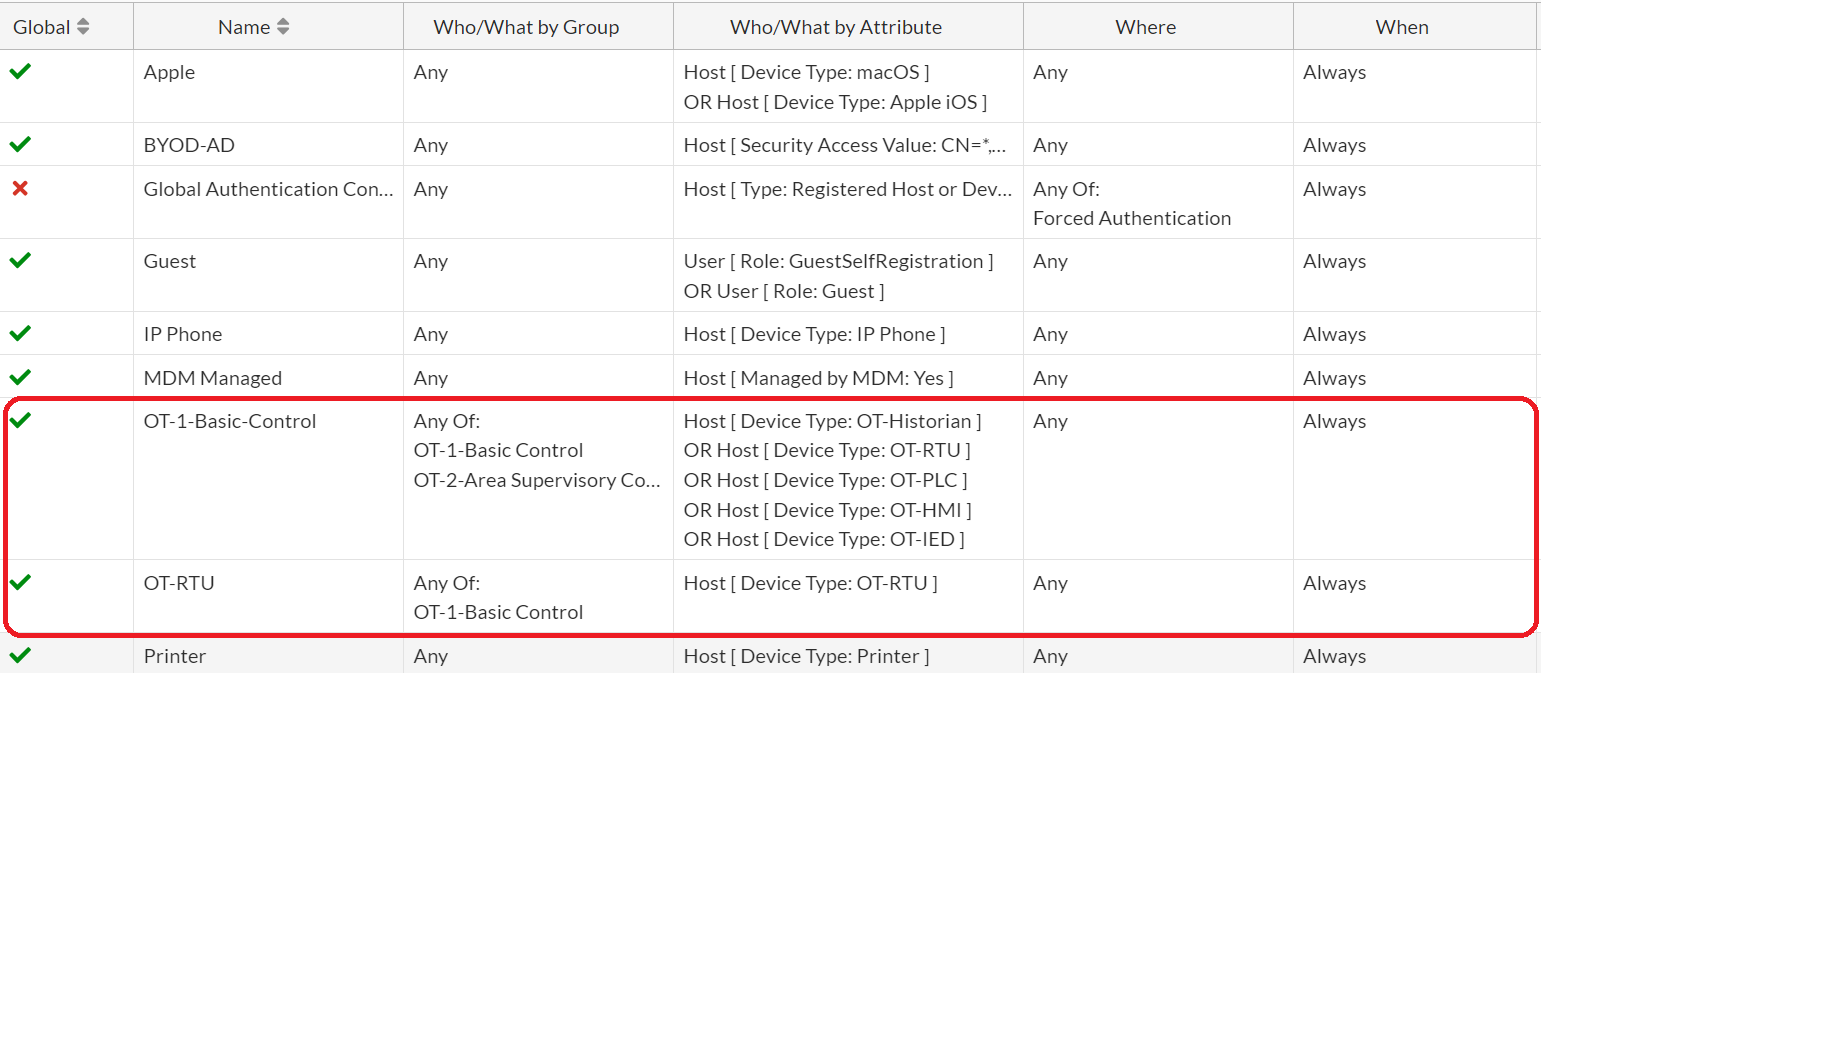 Global Name Who/What by Group Who/What by Attribute Where When
Apple Any Host [ Device Type: macOS ] Any Always
OR Host [ Device Type: Apple iOS ]
BYOD-AD Any Host [ Security Access Value: CN=*,... Any Always
Global Authentication Con... Any Host [ Type: Registered Host or Dev... Any Of: Always
Forced Authentication
Guest Any User [ Role: GuestSelfRegistration ] Any Always
OR User [ Role: Guest ]
IP Phone Any Host [ Device Type: IP Phone ] Any Always
MDM Managed Any Host [ Managed by MDM: Yes ] Any Always
OT-1-Basic-Control Any Of: Host [ Device Type: OT-Historian ] Any Always
OT-1-Basic Control OR Host [ Device Type: OT-RTU ]
OT-2-Area Supervisory Co... OR Host [ Device Type: OT-PLC ]
OR Host [ Device Type: OT-HMI ]
OR Host [ Device Type: OT-IED ]
OT-RTU Any Of: Host [ Device Type: OT-RTU ] Any Always
OT-1-Basic Control
Printer Any Host [ Device Type: Printer ] Any Always